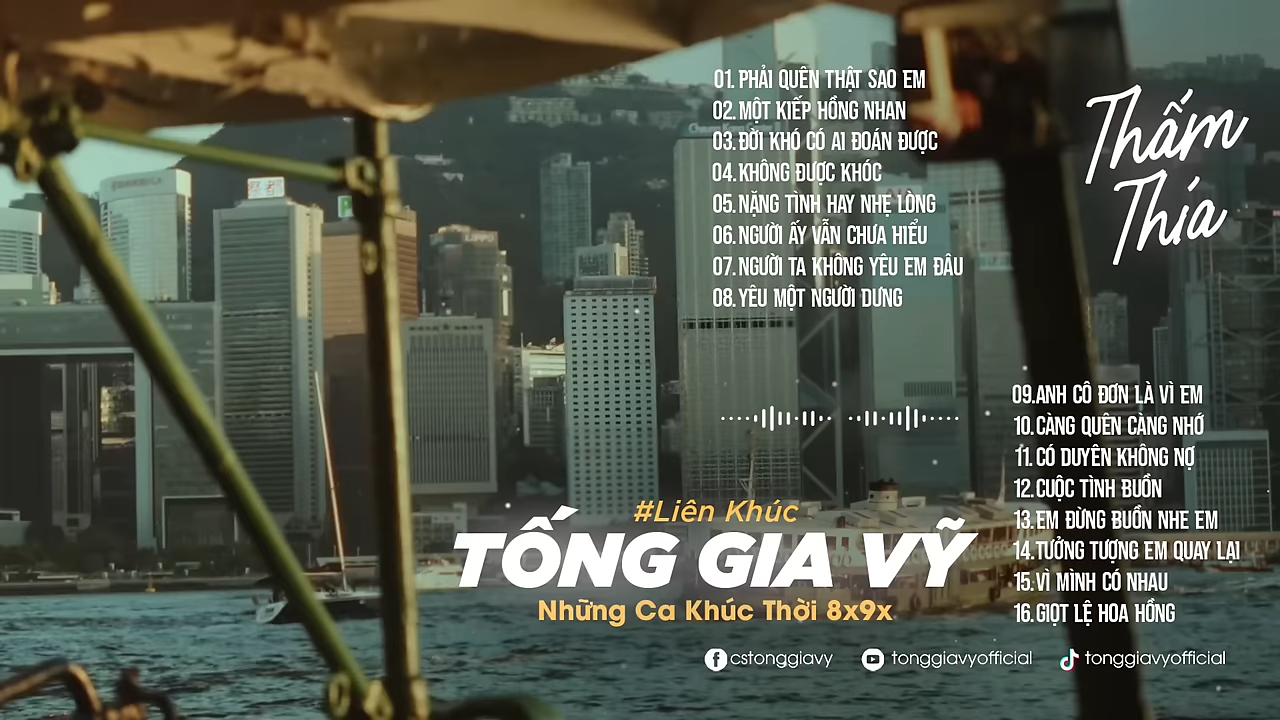 01. PHẢI QUÊN THẬT SAO EM
02. MỘT KIẾP HỒNG NHAN
03. ĐỜI KHÓ CÓ AI ĐOÁN ĐƯỢC
04. KHÔNG ĐƯỢC KHÓC
05. NẶNG TÌNH HAY NHẸ LÒNG
06. NGƯỜI ẤY VẪN CHƯA HIỂU
07. NGƯỜI TA KHÔNG YÊU EM ĐÂU
08. YÊU MỘT NGƯỜI DƯNG
Thấm
Thía
09. ANH CÔ ĐƠN LÀ VÌ EM
10. CÀNG QUÊN CÀNG NHỚ
11. CÓ DUYÊN KHÔNG NỢ
12. CUỘC TÌNH BUỒN
13. EM ĐỪNG BUỒN NHE EM
14. TƯỞNG TƯỢNG EM QUAY LẠI
15. VÌ MÌNH CÓ NHAU
16. GIỌT LỆ HOA HỒNG
#Liên Khúc
TỐNG GIA VỸ
Những Ca Khúc Thời 8x9x
cstonggiavy tonggiavyofficial tonggiavyofficial